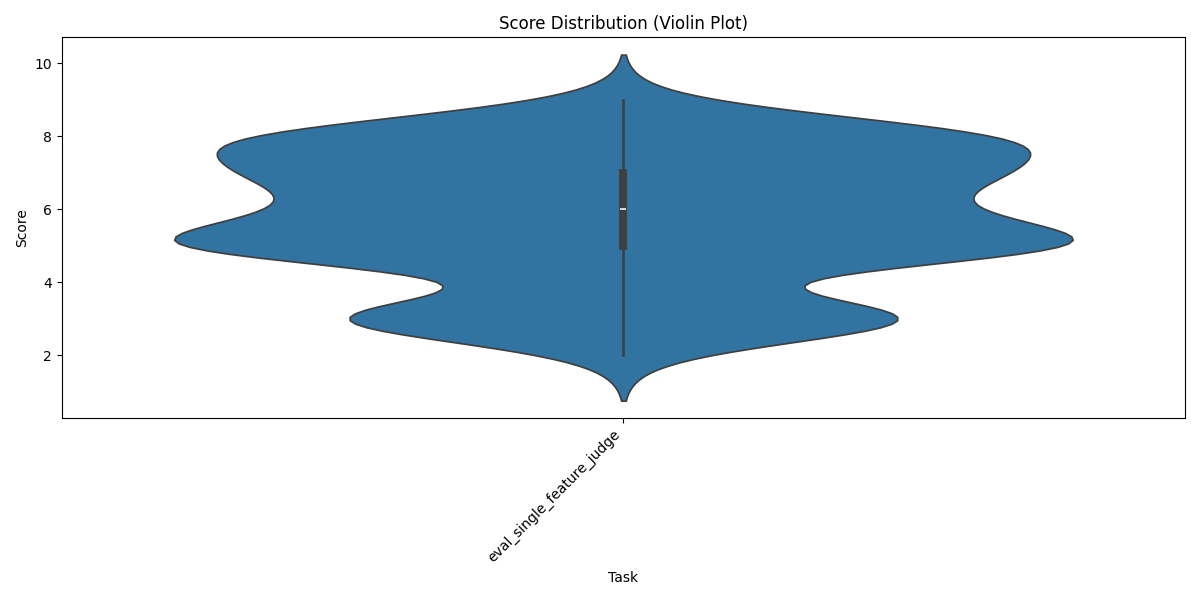 Score Distribution (Violin Plot)
10
8
6
4
2
Score
eval_single_feature_judge
Task